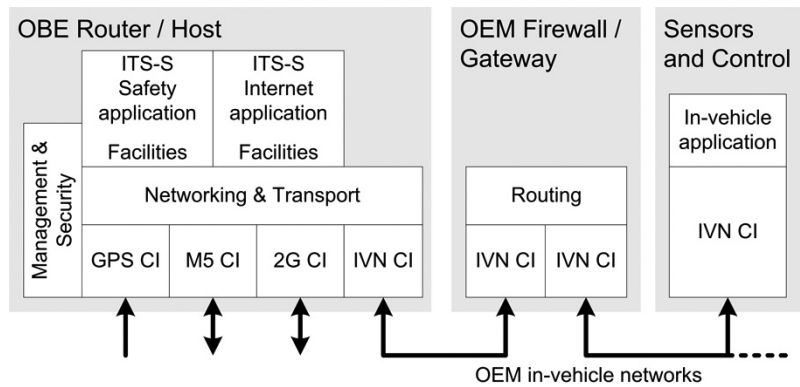 OBE Router / Host
ITS-S
Safety
application
Facilities
ITS-S
Internet
application
Facilities
Management &
Security
Networking & Transport
GPS CI
M5 CI
2G CI
IVN CI
OEM Firewall /
Gateway
Routing
IVN CI
IVN CI
Sensors
and Control
In-vehicle
application
IVN CI
OEM in-vehicle networks